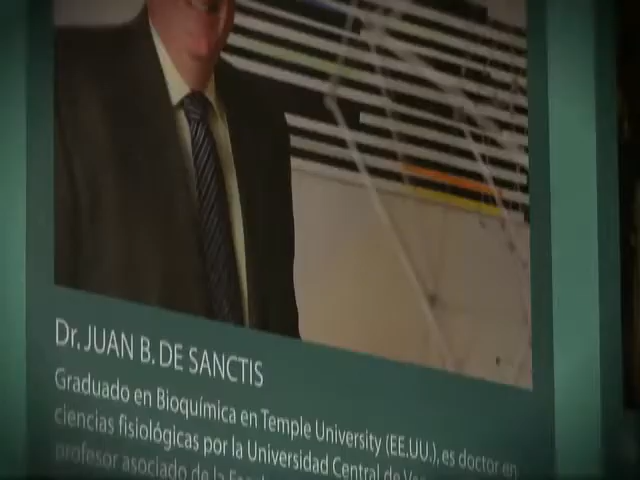 Dr. JUAN B. DE SANCTIS
Graduado en Bioquímica en Temple University (EE.UU.), es doctor en
ciencias fisiológicas por la Universidad Central de
profesor asociado de la